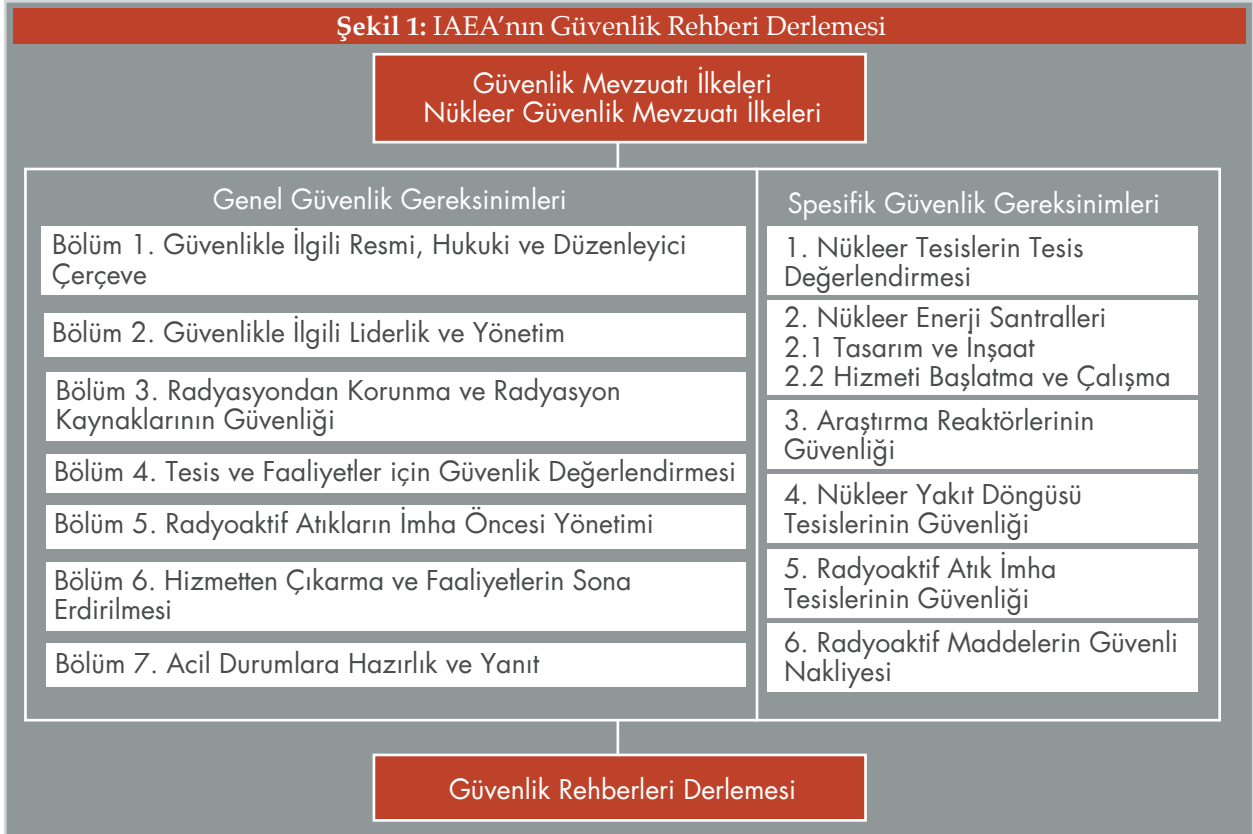 Şekil 1: IAEA’nın Güvenlik Rehberi Derlemesi
Güvenlik Mevzuatı İlkeleri
Nükleer Güvenlik Mevzuatı İlkeleri
Genel Güvenlik Gereksinimleri
Bölüm 1. Güvenlikle İlgili Resmi, Hukuki ve Düzenleyici
Çerçeve
Bölüm 2. Güvenlikle İlgili Liderlik ve Yönetim
Bölüm 3. Radyasyondan Korunma ve Radyasyon
Kaynaklarının Güvenliği
Bölüm 4. Tesis ve Faaliyetler için Güvenlik Değerlendirmesi
Bölüm 5. Radyoaktif Atıkların İmha Öncesi Yönetimi
Bölüm 6. Hizmetten Çıkarma ve Faaliyetlerin Sona
Erdirilmesi
Bölüm 7. Acil Durumlara Hazırlık ve Yanıt
Spesifik Güvenlik Gereksinimleri
1. Nükleer Tesislerin Tesis
Değerlendirmesi
2. Nükleer Enerji Santralleri
2.1 Tasarım ve İnşaat
2.2 Hizmeti Başlatma ve Çalışma
3. Araştırma Reaktörlerinin
Güvenliği
4. Nükleer Yakıt Döngüsü
Tesislerinin Güvenliği
5. Radyoaktif Atık İmha
Tesislerinin Güvenliği
6. Radyoaktif Maddelerin Güvenli
Nakliyesi
Güvenlik Rehberleri Derlemesi